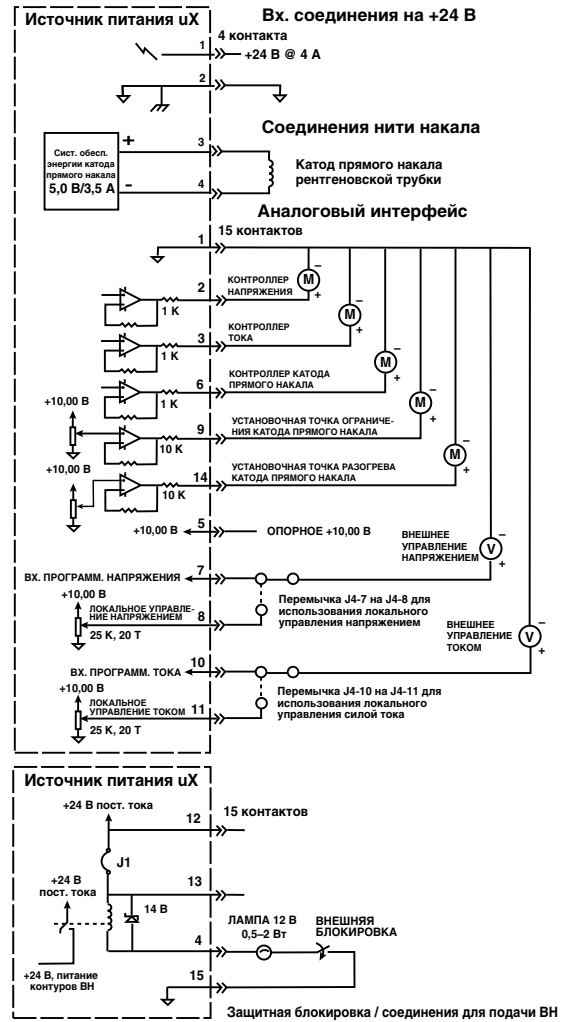 Источник питания uX
Вх. соединения на +24 В
4 контакта
1
+24 В @ 4 А
2
Соединения нити накала
Сист. обесп.
энергии катода
прямого накала
5,0 В/3,5 А
+
3
-
4
Катод прямого накала
рентгеновской трубки
Аналоговый интерфейс
15 контактов
1
2
КОНТРОЛЛЕР
НАПРЯЖЕНИЯ
1 K
M
−
+
3
КОНТРОЛЛЕР
ТОКА
1 K
M
−
+
6
КОНТРОЛЛЕР КАТОДА
ПРЯМОГО НАКАЛА
1 K
M
−
+
+10,00 В
9
УСТАНОВОЧНАЯ ТОЧКА ОГРАНИЧЕ-
НИЯ КАТОДА ПРЯМОГО НАКАЛА
10 K
M
−
+
+10,00 В
14
УСТАНОВОЧНАЯ ТОЧКА РАЗОГРЕВА
КАТОДА ПРЯМОГО НАКАЛА
10 K
M
−
+
+10,00 В
5
ОПОРНОЕ +10,00 В
ВНЕШНЕЕ
УПРАВЛЕНИЕ
НАПРЯЖЕНИЕМ
V
−
+
ВХ. ПРОГРАММ. НАПРЯЖЕНИЯ
7
+10,00 В
ЛОКАЛЬНОЕ УПРАВЛЕ-
НИЕ НАПРЯЖЕНИЕМ
8
25 K, 20 T
Перемычка J4-7 на J4-8 для
использования локального
управления напряжением
ВНЕШНЕЕ
УПРАВЛЕНИЕ
ТОКОМ
V
−
+
ВХ. ПРОГРАММ. ТОКА
10
+10,00 В
ЛОКАЛЬНОЕ
УПРАВЛЕНИЕ ТОКОМ
11
25 K, 20 T
Перемычка J4-10 на J4-11 для
использования локального
управления силой тока
Источник питания uX
+24 В пост. тока
12
15 контактов
J1
+24 В
пост. тока
13
14 В
4
ЛАМПА 12 В
0,5–2 Вт
ВНЕШНЯЯ
БЛОКИРОВКА
+24 В, питание
контуров ВН
15
Защитная блокировка / соединения для подачи ВН